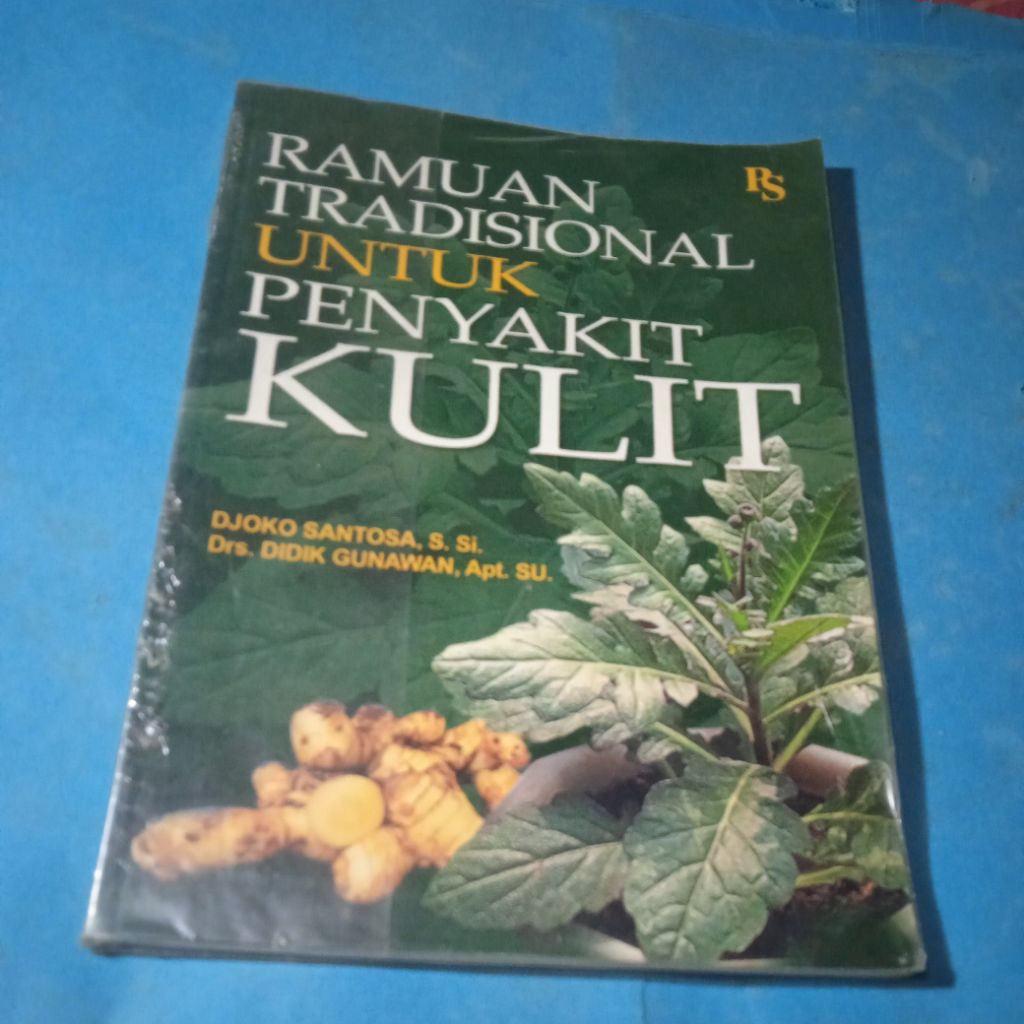 RAMUAN
TRADISIONAL
UNTUK
PENYAKIT
KULIT
PS
DJOKO SANTOSA, S. Si.
Drs. DIDIK GUNAWAN, Apt. SU.